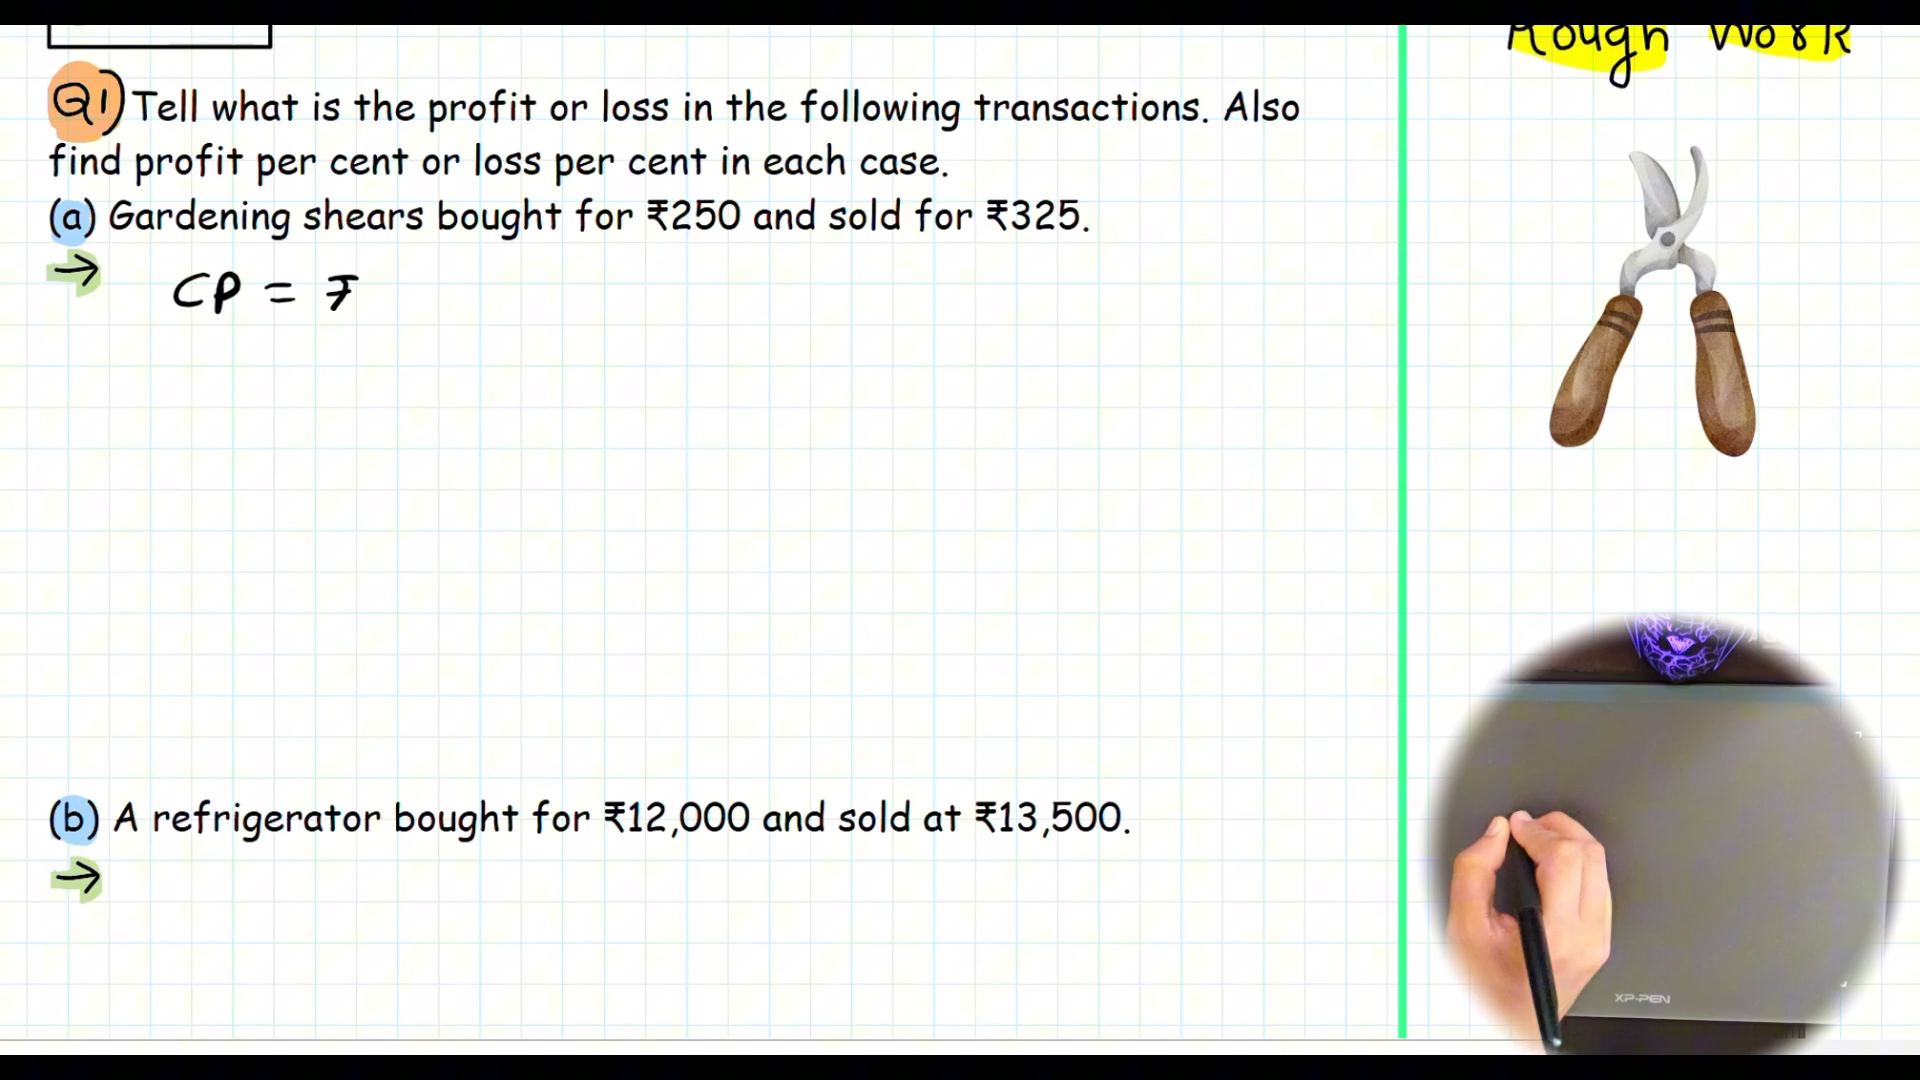 Rough Work
Q1) Tell what is the profit or loss in the following transactions. Also
find profit per cent or loss per cent in each case.
(a) Gardening shears bought for ₹250 and sold for ₹325.
→ CP = ₹
(b) A refrigerator bought for ₹12,000 and sold at ₹13,500.
→
XP-PEN